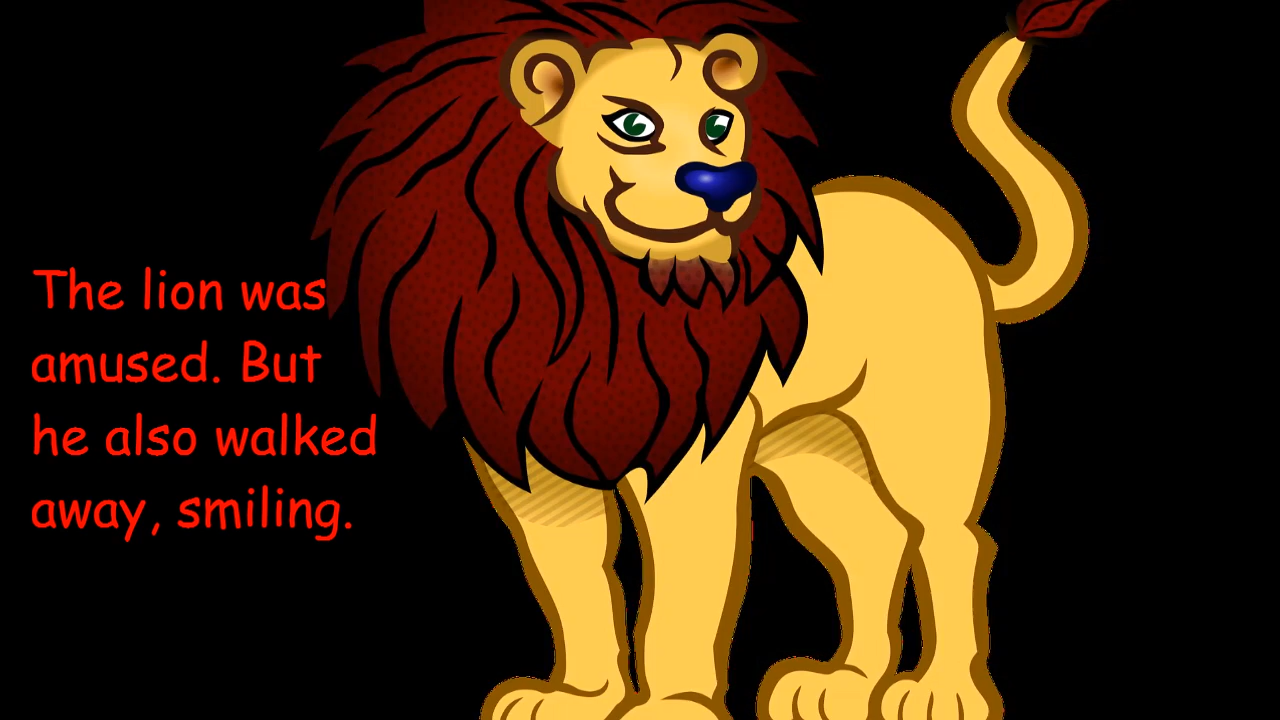 The lion was
amused. But
he also walked
away, smiling.